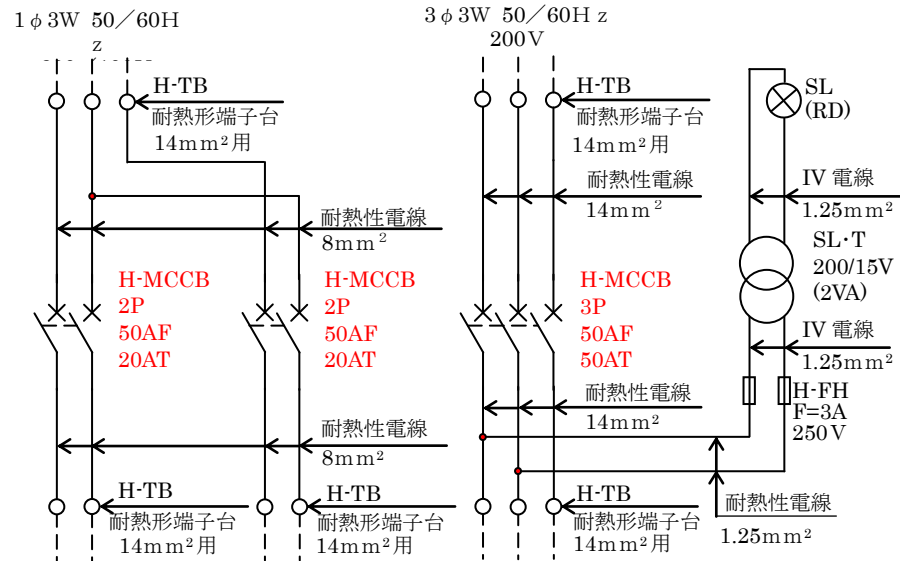 1φ3W 50／60H
z
H-TB
耐熱形端子台
14mm²用
耐熱性電線
8mm²
H-MCCB
2P
50AF
20AT
H-MCCB
2P
50AF
20AT
耐熱性電線
8mm²
H-TB
耐熱形端子台
14mm²用
H-TB
耐熱形端子台
14mm²用
3φ3W 50/60Hz
200V
H-TB
耐熱形端子台
14mm²用
耐熱性電線
14mm²
H-MCCB
3P
50AF
50AT
耐熱性電線
14mm²
H-TB
耐熱形端子台
14mm²用
SL
(RD)
IV 電線
1.25mm²
SL･T
200/15V
(2VA)
IV 電線
1.25mm²
H-FH
F=3A
250V
耐熱性電線
1.25mm²